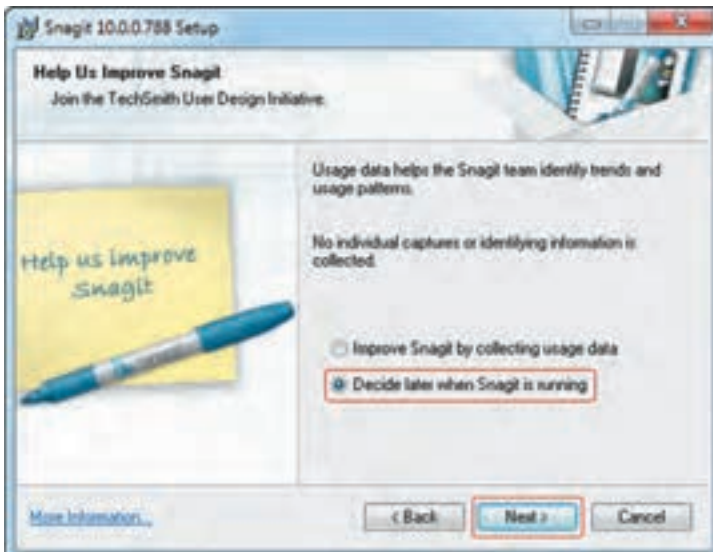 Snagit 10.0.0.788 Setup
Help Us Improve Snagit
Join the TechSmith User Design Initiative.
Help us improve
Snagit
Usage data helps the Snagit team identify trends and
usage patterns.
No individual captures or identifying information is
collected.
Improve Snagit by collecting usage data
Decide later when Snagit is running
More Information...
< Back
Next >
Cancel